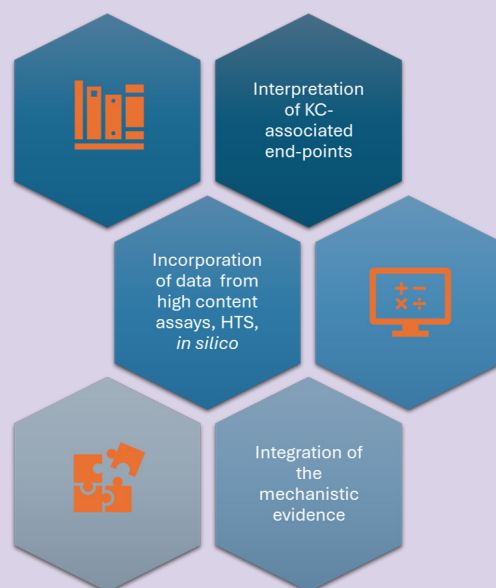 Interpretation
of KC-
associated
end-points
Incorporation
of data from
high content
assays, HTS,
in silico
Integration of
the
mechanistic
evidence